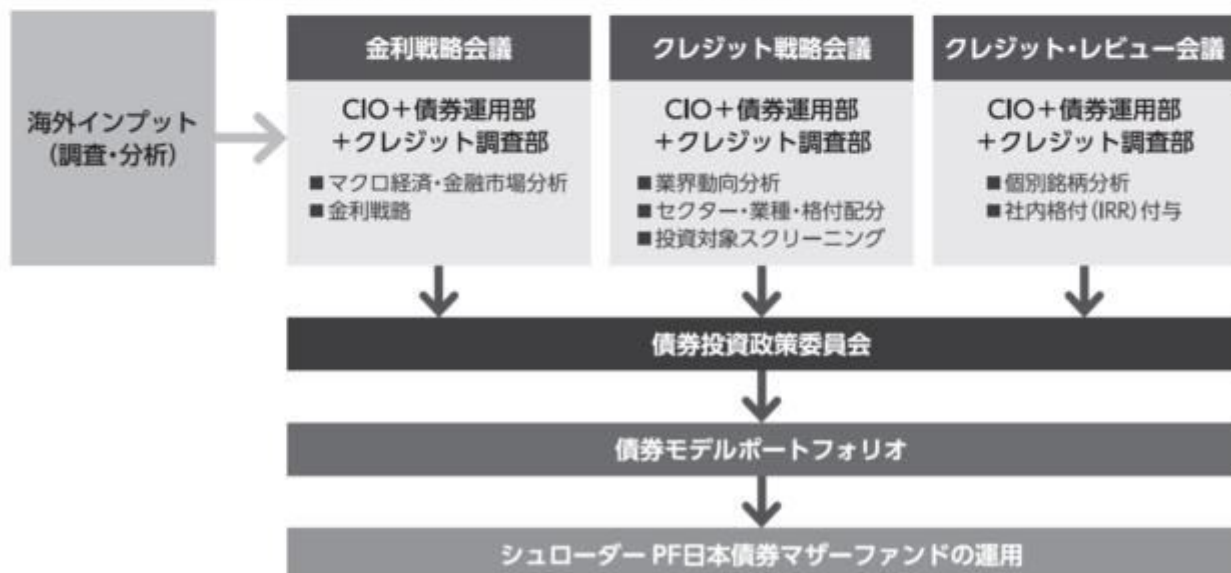 海外インプット
(調査・分析)
金利戦略会議
CIO+債券運用部
+クレジット調査部
■マクロ経済・金融市場分析
■金利戦略
クレジット戦略会議
CIO+債券運用部
+クレジット調査部
■業界動向分析
■セクター・業種・格付配分
■投資対象スクリーニング
クレジット・レビュー会議
CIO+債券運用部
+クレジット調査部
■個別銘柄分析
■社内格付(IRR)付与
債券投資政策委員会
債券モデルポートフォリオ
シュローダーPF日本債券マザーファンドの運用